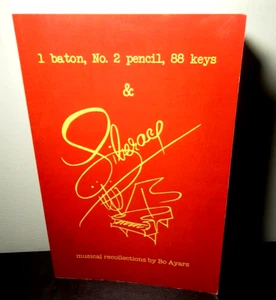 1 baton, No. 2 pencil, 88 keys
&
Liberace
musical recollections by Bo Ayars